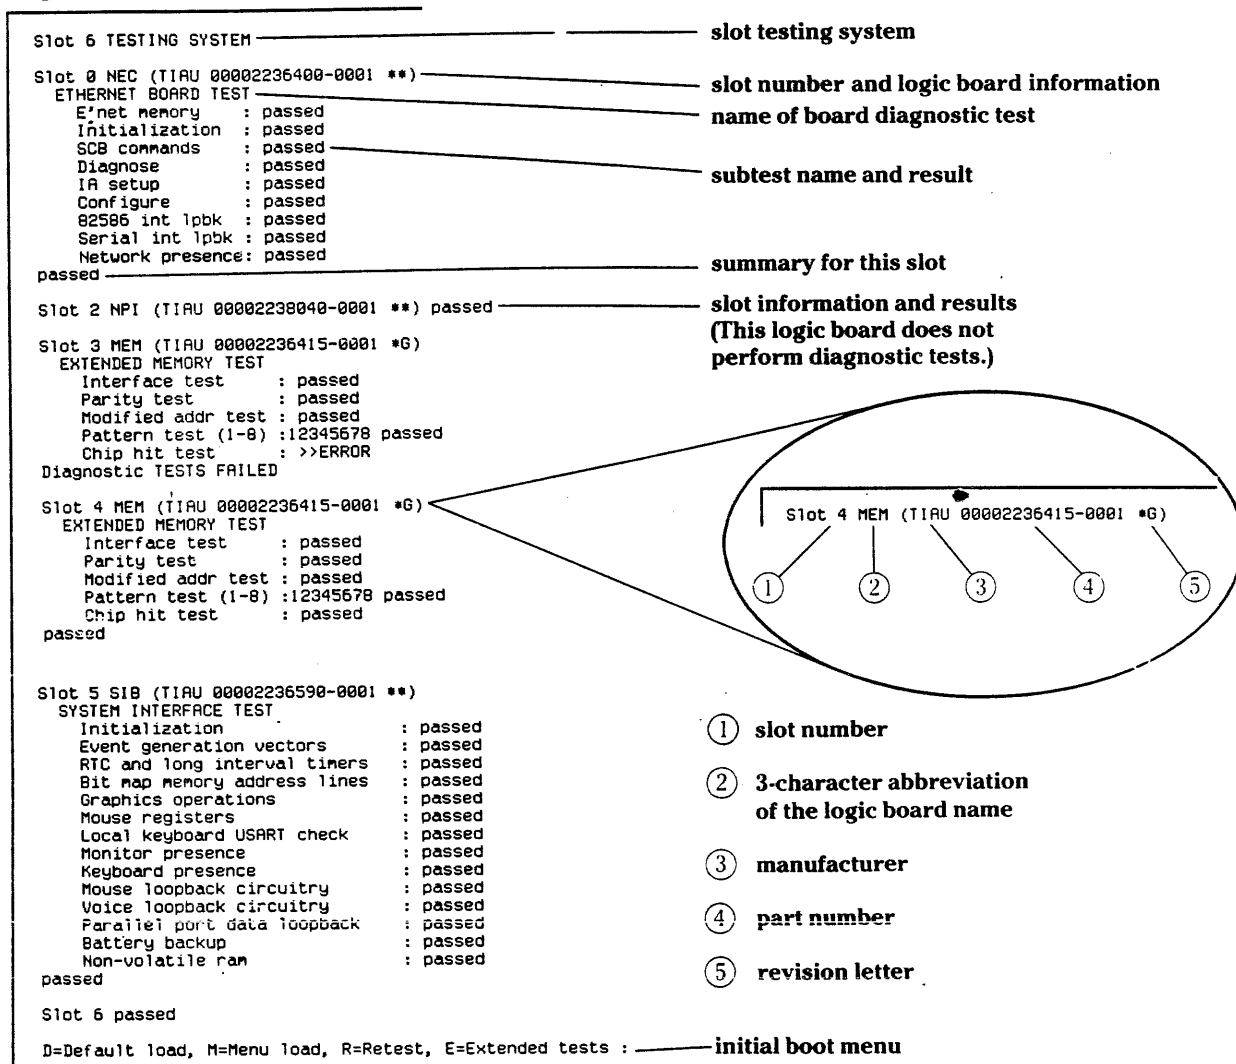 Slot 6 TESTING SYSTEM
slot testing system
Slot 0 NEC (TIAU 00002236400-0001 **)
slot number and logic board information
ETHERNET BOARD TEST
name of board diagnostic test
E'net memory : passed
Initialization : passed
SCB commands : passed
subtest name and result
Diagnose : passed
IA setup : passed
Configure : passed
82586 int lpbk : passed
Serial int lpbk : passed
Network presence: passed
passed
summary for this slot
Slot 2 NPI (TIAU 00002238040-0001 **) passed
slot information and results
(This logic board does not
perform diagnostic tests.)
Slot 3 MEM (TIAU 00002236415-0001 *G)
EXTENDED MEMORY TEST
Interface test : passed
Parity test : passed
Modified addr test : passed
Pattern test (1-8) :12345678 passed
Chip hit test : >>ERROR
Diagnostic TESTS FAILED
Slot 4 MEM (TIAU 00002236415-0001 *G)
EXTENDED MEMORY TEST
Interface test : passed
Parity test : passed
Modified addr test : passed
Pattern test (1-8) :12345678 passed
Chip hit test : passed
passed
Slot 4 MEM (TIAU 00002236415-0001 *G)
1 2 3 4 5
Slot 5 SIB (TIAU 00002236590-0001 **)
SYSTEM INTERFACE TEST
Initialization : passed
Event generation vectors : passed
RTC and long interval timers : passed
Bit map memory address lines : passed
Graphics operations : passed
Mouse registers : passed
Local keyboard USART check : passed
Monitor presence : passed
Keyboard presence : passed
Mouse loopback circuitry : passed
Voice loopback circuitry : passed
Parallel port data loopback : passed
Battery backup : passed
Non-volatile ram : passed
passed
1 slot number
2 3-character abbreviation
of the logic board name
3 manufacturer
4 part number
5 revision letter
Slot 6 passed
D=Default load, M=Menu load, R=Retest, E=Extended tests :
initial boot menu